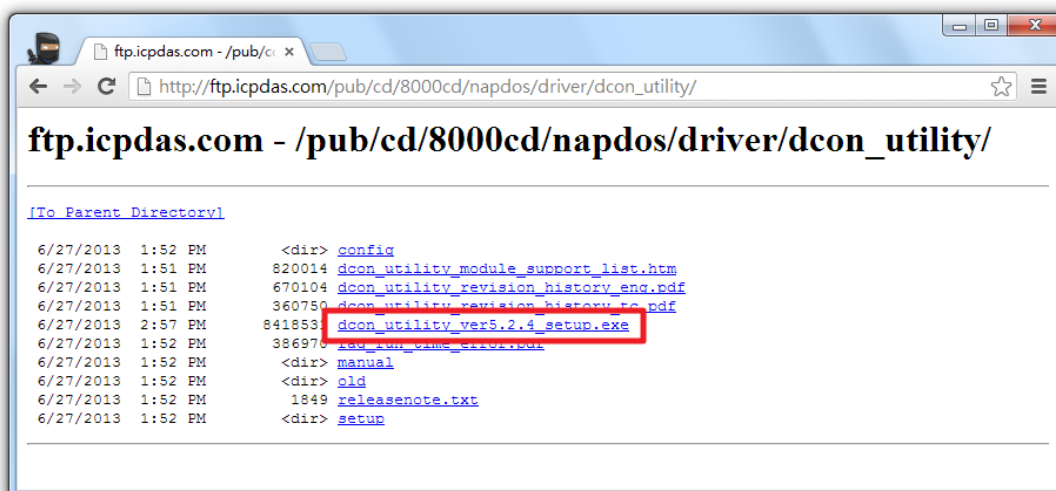 ftp.icpdas.com - /pub/cc
http://ftp.icpdas.com/pub/cd/8000cd/napdos/driver/dcon_utility/
ftp.icpdas.com - /pub/cd/8000cd/napdos/driver/dcon_utility/
[To Parent Directory]
6/27/2013 1:52 PM <dir> config
6/27/2013 1:51 PM 820014 dcon_utility_module_support_list.htm
6/27/2013 1:51 PM 670104 dcon_utility_revision_history_eng.pdf
6/27/2013 1:51 PM 360750 dcon_utility_revision_history_tc.pdf
6/27/2013 2:57 PM dcon_utility_ver5.2.4_setup.exe
6/27/2013 1:52 PM 386970 faq_run_time_error.pdf
6/27/2013 1:52 PM <dir> manual
6/27/2013 1:52 PM <dir> old
6/27/2013 1:52 PM 1849 releasenote.txt
6/27/2013 1:52 PM <dir> setup